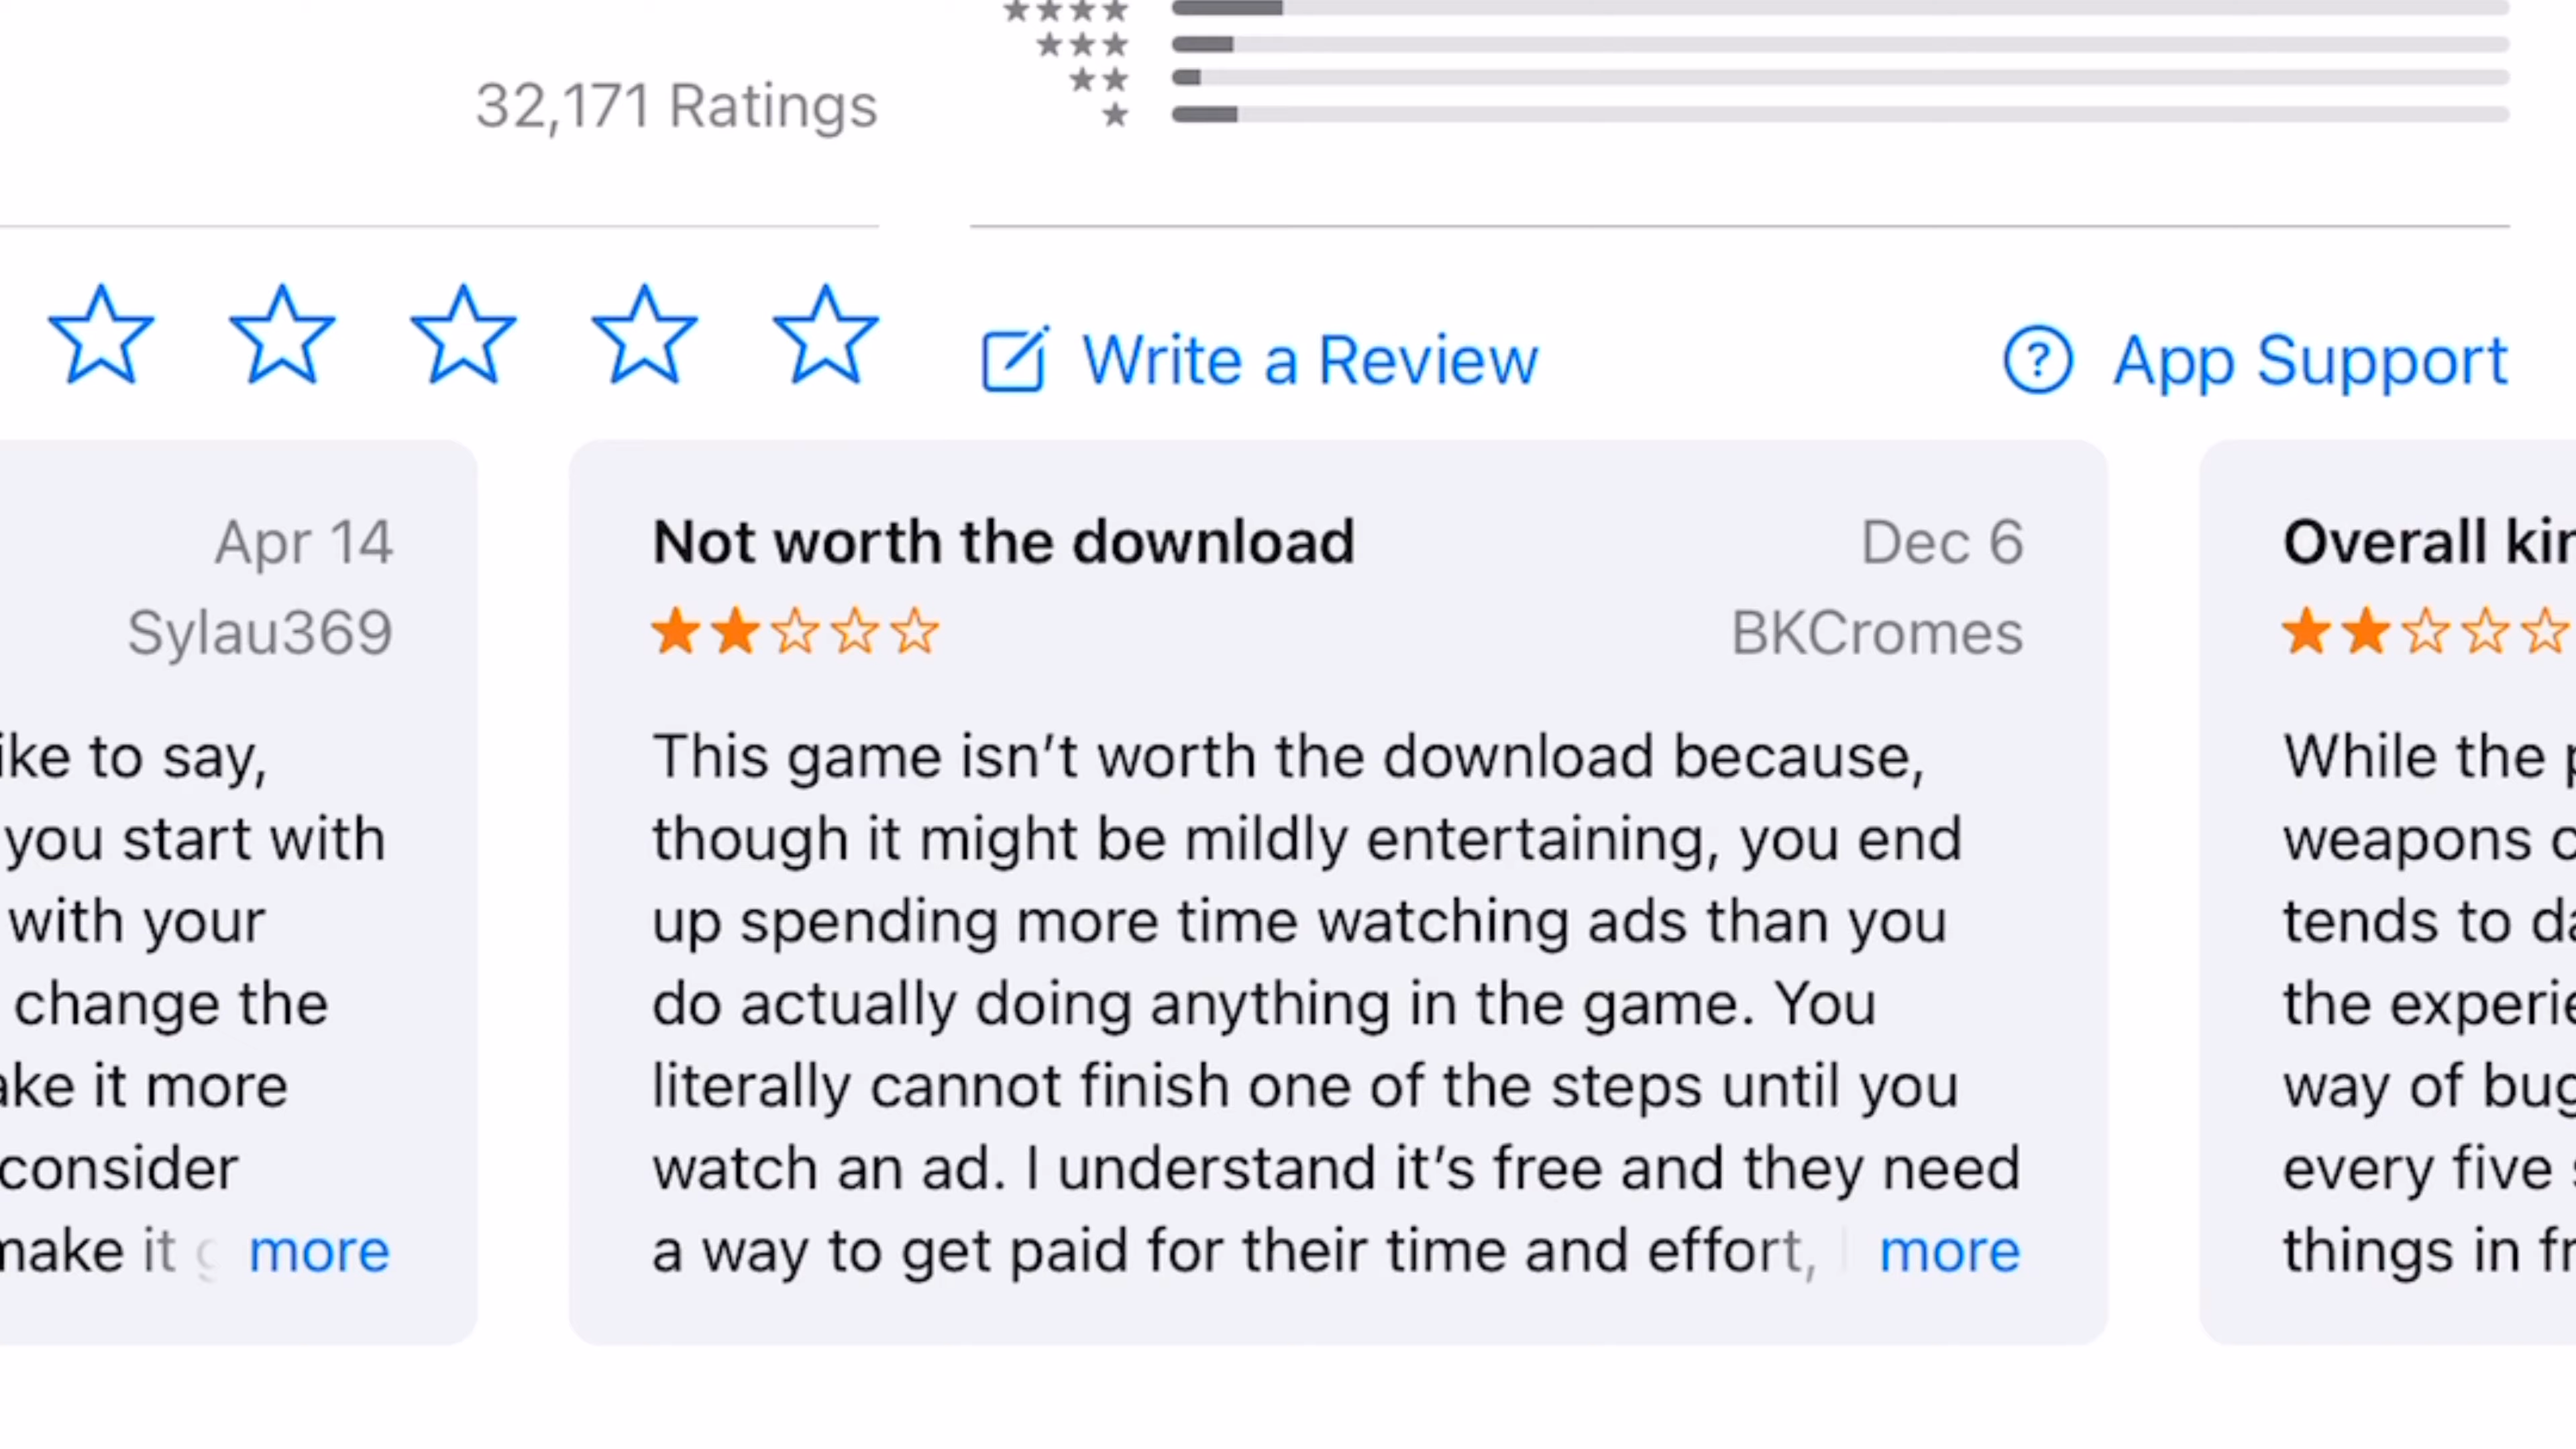 32,171 Ratings
Write a Review
App Support
Apr 14
Sylau369
to say,
you start with
with your
change the
it more
consider
make it
more
Not worth the download
Dec 6
BKCromes
This game isn’t worth the download because,
though it might be mildly entertaining, you end
up spending more time watching ads than you
do actually doing anything in the game. You
literally cannot finish one of the steps until you
watch an ad. I understand it’s free and they need
a way to get paid for their time and effort,
more
Overall
While the
weapons
tends to
the
way of
every five
things in